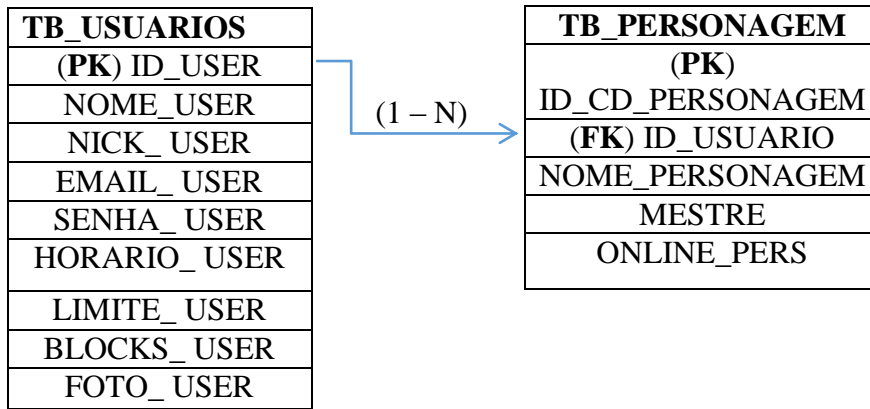 TB_USUARIOS
(PK) ID_USER
NOME_USER
NICK_ USER
EMAIL_ USER
SENHA_ USER
HORARIO_ USER
LIMITE_ USER
BLOCKS_ USER
FOTO_ USER
(1 – N)
TB_PERSONAGEM
(PK)
ID_CD_PERSONAGEM
(FK) ID_USUARIO
NOME_PERSONAGEM
MESTRE
ONLINE_PERS